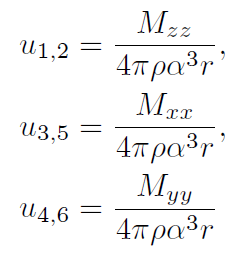 u_{1,2} = \frac{M_{zz}}{4\pi\rho\alpha^3 r},
u_{3,5} = \frac{M_{xx}}{4\pi\rho\alpha^3 r},
u_{4,6} = \frac{M_{yy}}{4\pi\rho\alpha^3 r}